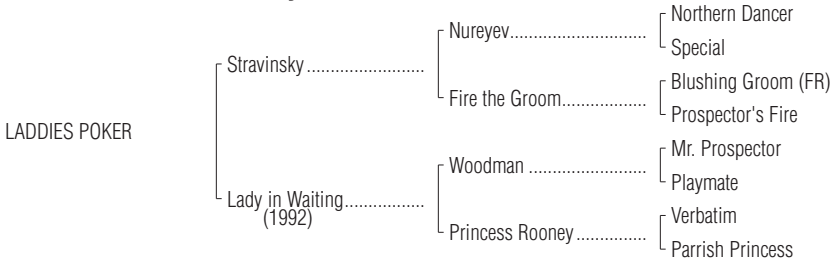 Northern Dancer
Nureyev..............................
Special
Stravinsky .........................
Blushing Groom (FR)
Fire the Groom...................
Prospector's Fire
LADDIES POKER
Mr. Prospector
Woodman .........................
Playmate
Lady in Waiting.................
(1992)
Verbatim
Princess Rooney ...............
Parrish Princess